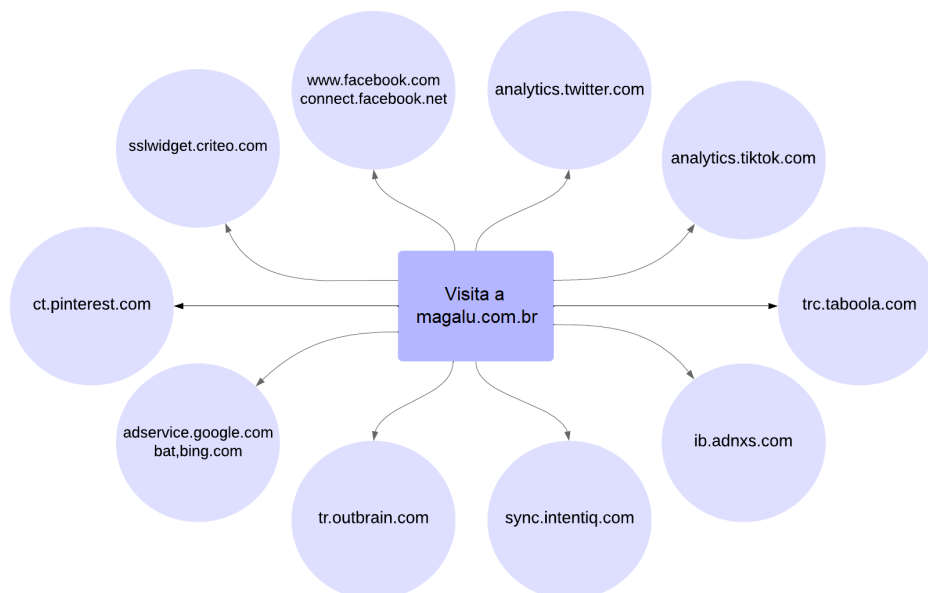 www.facebook.com
connect.facebook.net
analytics.twitter.com
sslwidget.criteo.com
analytics.tiktok.com
Visita a
magalu.com.br
ct.pinterest.com
trc.taboola.com
adservice.google.com
bat,bing.com
ib.adnxs.com
tr.outbrain.com
sync.intentiq.com